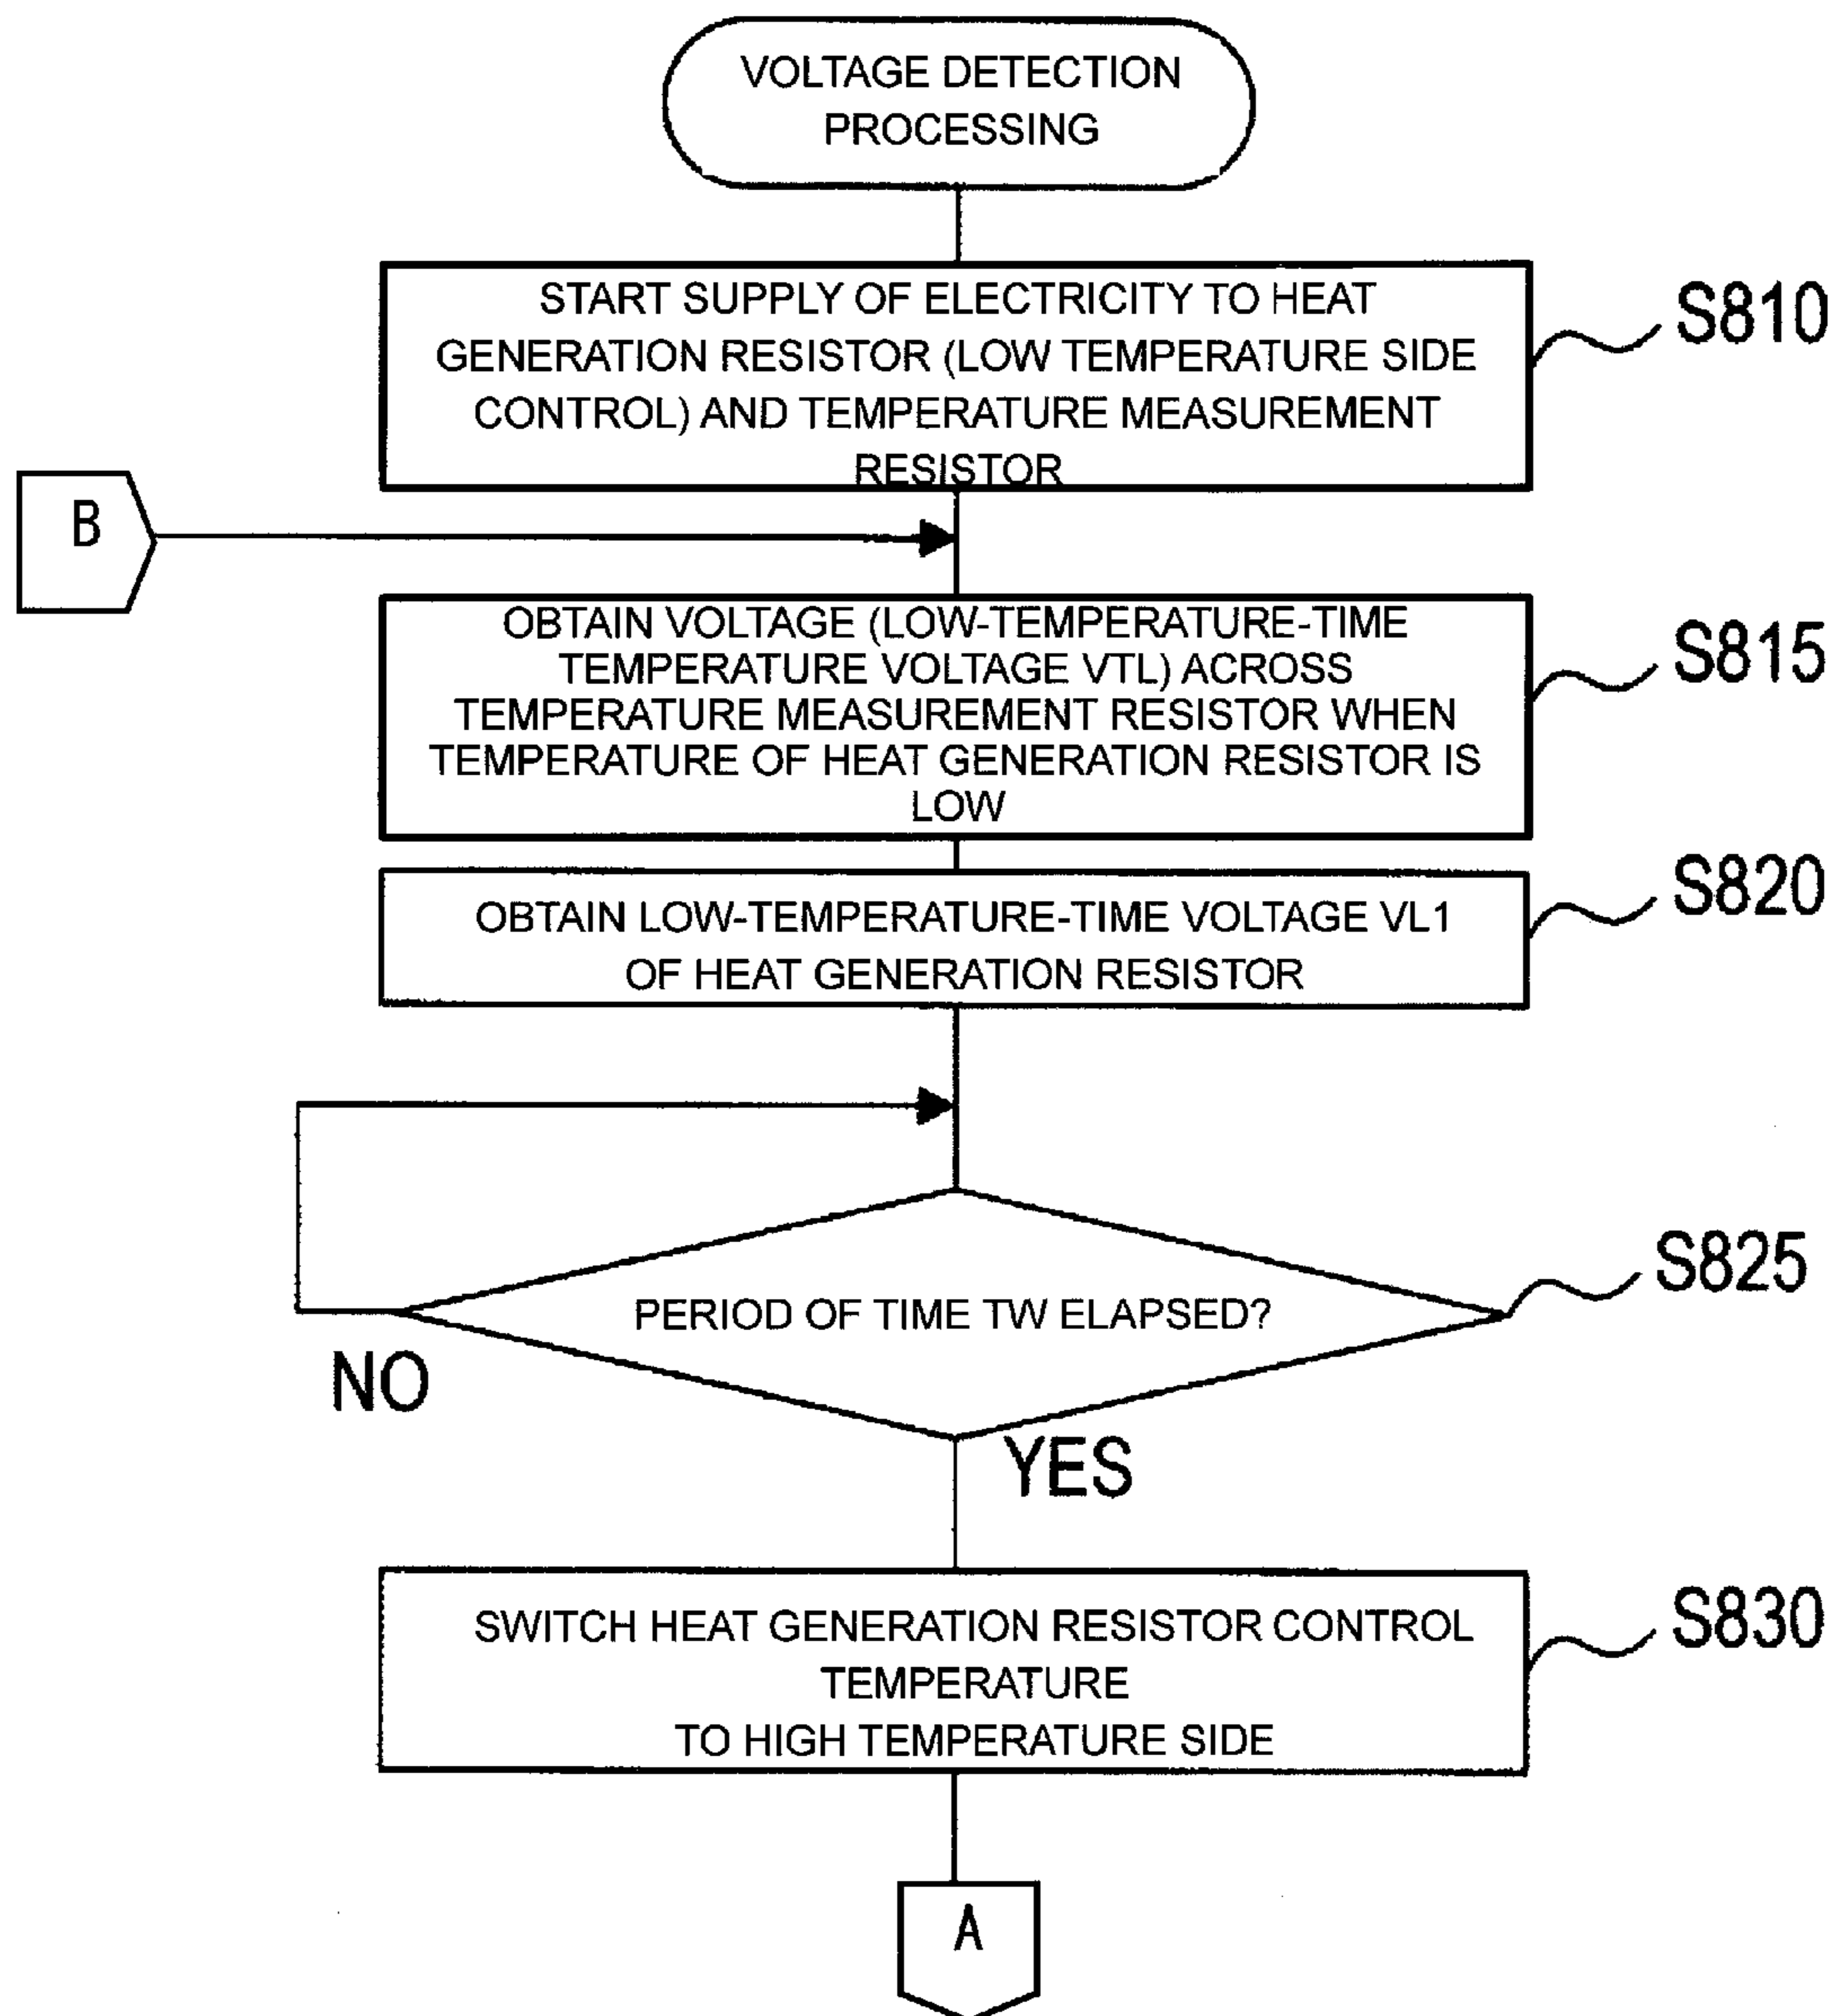 VOLTAGE DETECTION
PROCESSING
START SUPPLY OF ELECTRICITY TO HEAT
GENERATION RESISTOR (LOW TEMPERATURE SIDE
CONTROL) AND TEMPERATURE MEASUREMENT
RESISTOR
S810
B
OBTAIN VOLTAGE (LOW-TEMPERATURE-TIME
TEMPERATURE VOLTAGE VTL) ACROSS
TEMPERATURE MEASUREMENT RESISTOR WHEN
TEMPERATURE OF HEAT GENERATION RESISTOR IS
LOW
S815
OBTAIN LOW-TEMPERATURE-TIME VOLTAGE VL1
OF HEAT GENERATION RESISTOR
S820
PERIOD OF TIME TW ELAPSED?
S825
NO
YES
SWITCH HEAT GENERATION RESISTOR CONTROL
TEMPERATURE
TO HIGH TEMPERATURE SIDE
S830
A